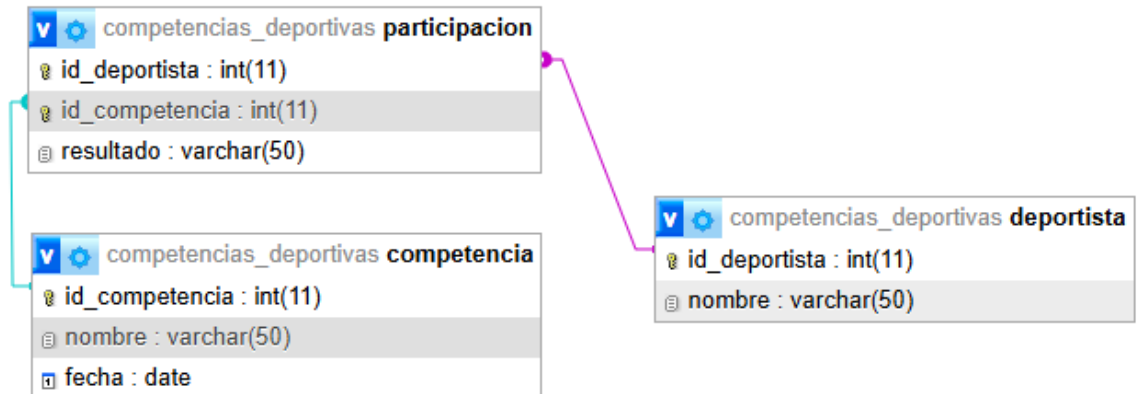 v competencias_deportivas participacion
id_deportista : int(11)
id_competencia : int(11)
resultado : varchar(50)
v competencias_deportivas competencia
id_competencia : int(11)
nombre : varchar(50)
fecha : date
v competencias_deportivas deportista
id_deportista : int(11)
nombre : varchar(50)